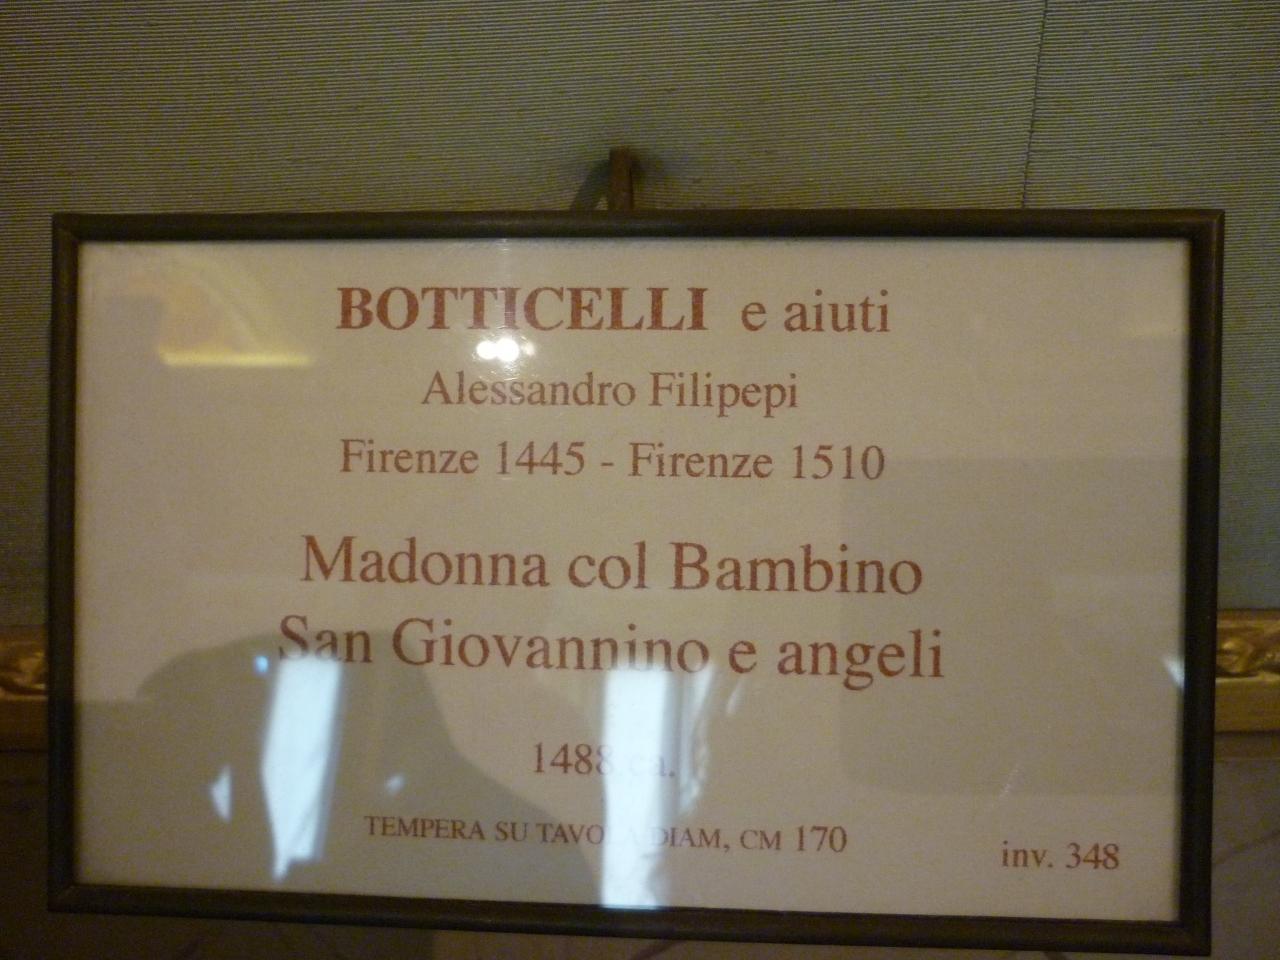 BOTTICELLI e aiuti
Alessandro Filipepi
Firenze 1445 - Firenze 1510
Madonna col Bambino
San Giovannino e angeli
1488 ca.
TEMPERA SU TAVOLA DIAM, CM 170
inv. 348